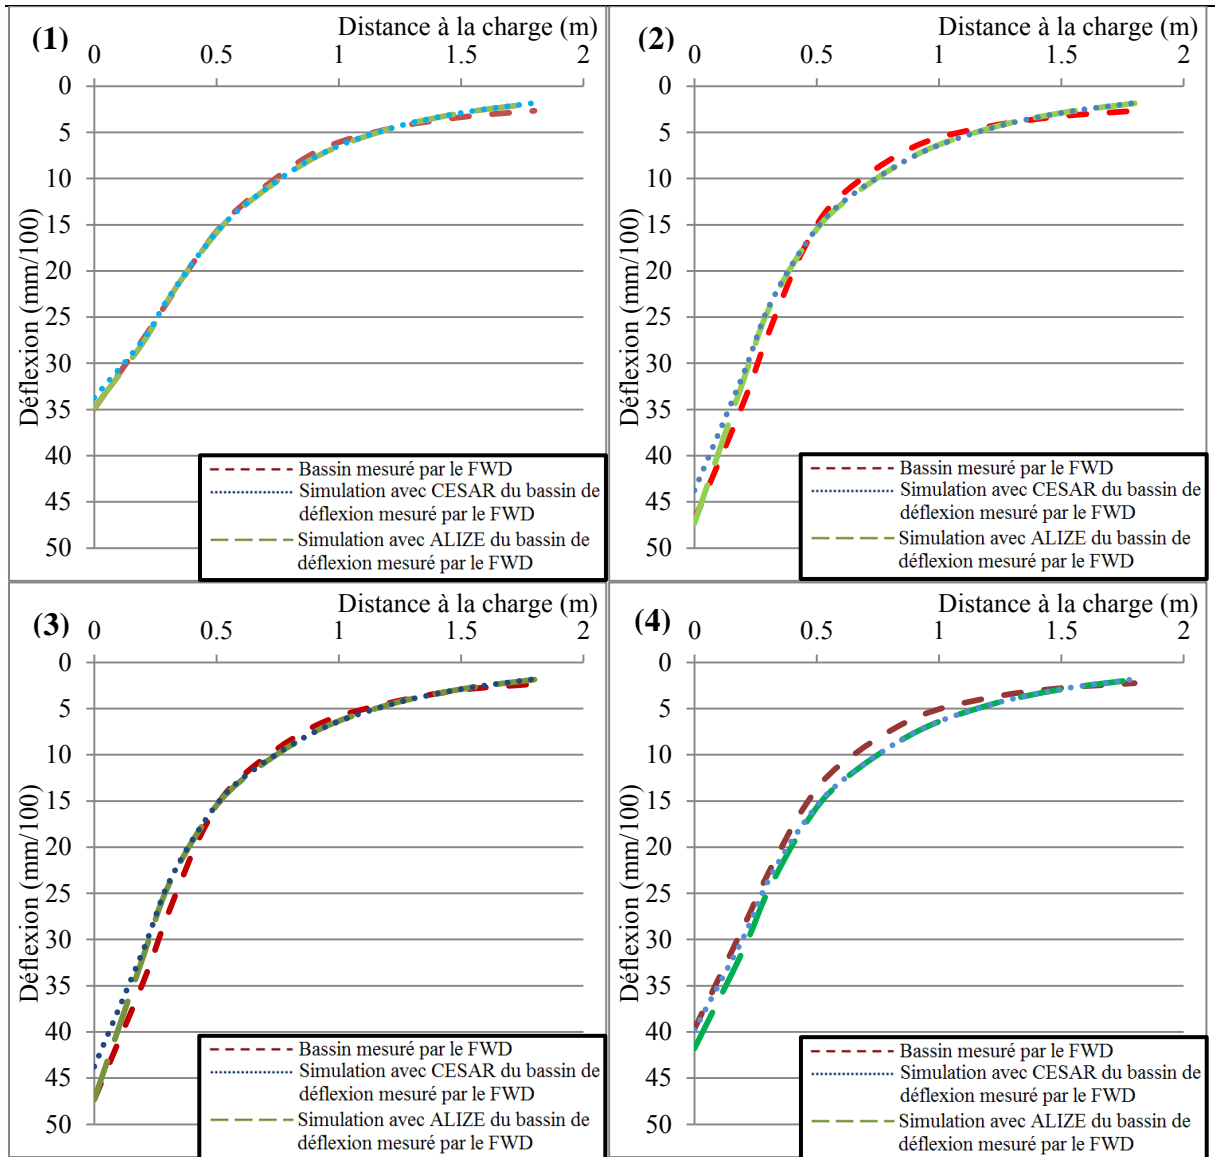 (1)
Distance à la charge (m)
0 0.5 1 1.5 2
0
5
10
15
20
25
30
35
40
45
50
Déflexion (mm/100)
Bassin mesuré par le FWD
Simulation avec CESAR du bassin de
déflexion mesuré par le FWD
Simulation avec ALIZE du bassin de
déflexion mesuré par le FWD
(2)
Distance à la charge (m)
0 0.5 1 1.5 2
0
5
10
15
20
25
30
35
40
45
50
Déflexion (mm/100)
Bassin mesuré par le FWD
Simulation avec CESAR du bassin de
déflexion mesuré par le FWD
Simulation avec ALIZE du bassin de
déflexion mesuré par le FWD
(3)
Distance à la charge (m)
0 0.5 1 1.5 2
0
5
10
15
20
25
30
35
40
45
50
Déflexion (mm/100)
Bassin mesuré par le FWD
Simulation avec CESAR du bassin de
déflexion mesuré par le FWD
Simulation avec ALIZE du bassin de
déflexion mesuré par le FWD
(4)
Distance à la charge (m)
0 0.5 1 1.5 2
0
5
10
15
20
25
30
35
40
45
50
Déflexion (mm/100)
Bassin mesuré par le FWD
Simulation avec CESAR du bassin de
déflexion mesuré par le FWD
Simulation avec ALIZE du bassin de
déflexion mesuré par le FWD